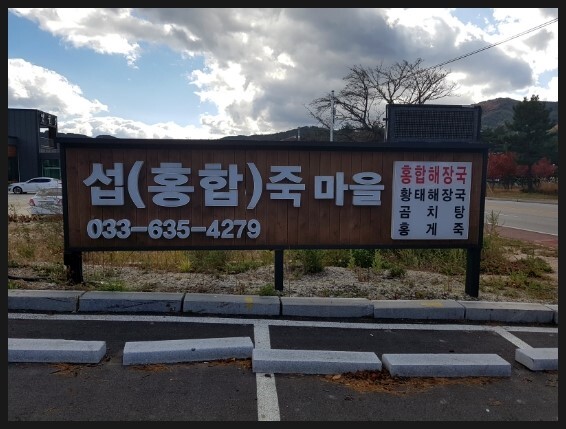 섭(홍합)죽마을
033-635-4279
홍합해장국
황태해장국
곰 치 탕
홍 게 죽